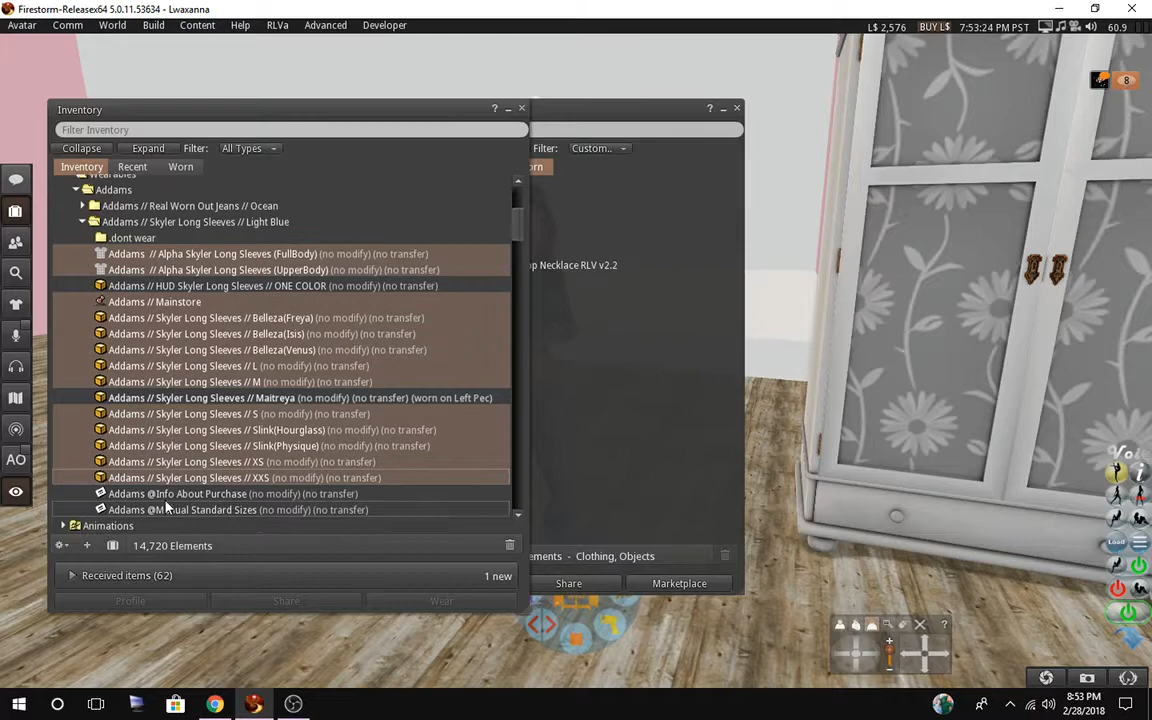 Firestorm-Releasex64 5.0.11.53634 - Lwaxanna
Avatar Comm World Build Content Help RLVa Advanced Developer
L$ 2,576 BUY L$ 7:53:24 PM PST 60.9
8
Inventory
Filter Inventory
Collapse Expand Filter: All Types
Filter: Custom..
Inventory Recent Worn
orn
Wearables
Addams
Addams // Real Worn Out Jeans // Ocean
Addams // Skyler Long Sleeves // Light Blue
.dont wear
Addams // Alpha Skyler Long Sleeves (FullBody) (no modify) (no transfer)
Addams // Alpha Skyler Long Sleeves (UpperBody) (no modify) (no transfer)
op Necklace RLV v2.2
Addams // HUD Skyler Long Sleeves // ONE COLOR (no modify) (no transfer)
Addams // Mainstore
Addams // Skyler Long Sleeves // Belleza(Freya) (no modify) (no transfer)
Addams // Skyler Long Sleeves // Belleza(Isis) (no modify) (no transfer)
Addams // Skyler Long Sleeves // Belleza(Venus) (no modify) (no transfer)
Addams // Skyler Long Sleeves // L (no modify) (no transfer)
Addams // Skyler Long Sleeves // M (no modify) (no transfer)
Addams // Skyler Long Sleeves // Maitreya (no modify) (no transfer) (worn on Left Pec)
Addams // Skyler Long Sleeves // S (no modify) (no transfer)
Addams // Skyler Long Sleeves // Slink(Hourglass) (no modify) (no transfer)
Addams // Skyler Long Sleeves // Slink(Physique) (no modify) (no transfer)
Addams // Skyler Long Sleeves // XS (no modify) (no transfer)
Addams // Skyler Long Sleeves // XXS (no modify) (no transfer)
Addams @Info About Purchase (no modify) (no transfer)
Addams @Manual Standard Sizes (no modify) (no transfer)
Animations
14,720 Elements
ements - Clothing, Objects
Received items (62) 1 new
Profile Share Wear
Share Marketplace
AO
Load
8:53 PM
2/28/2018